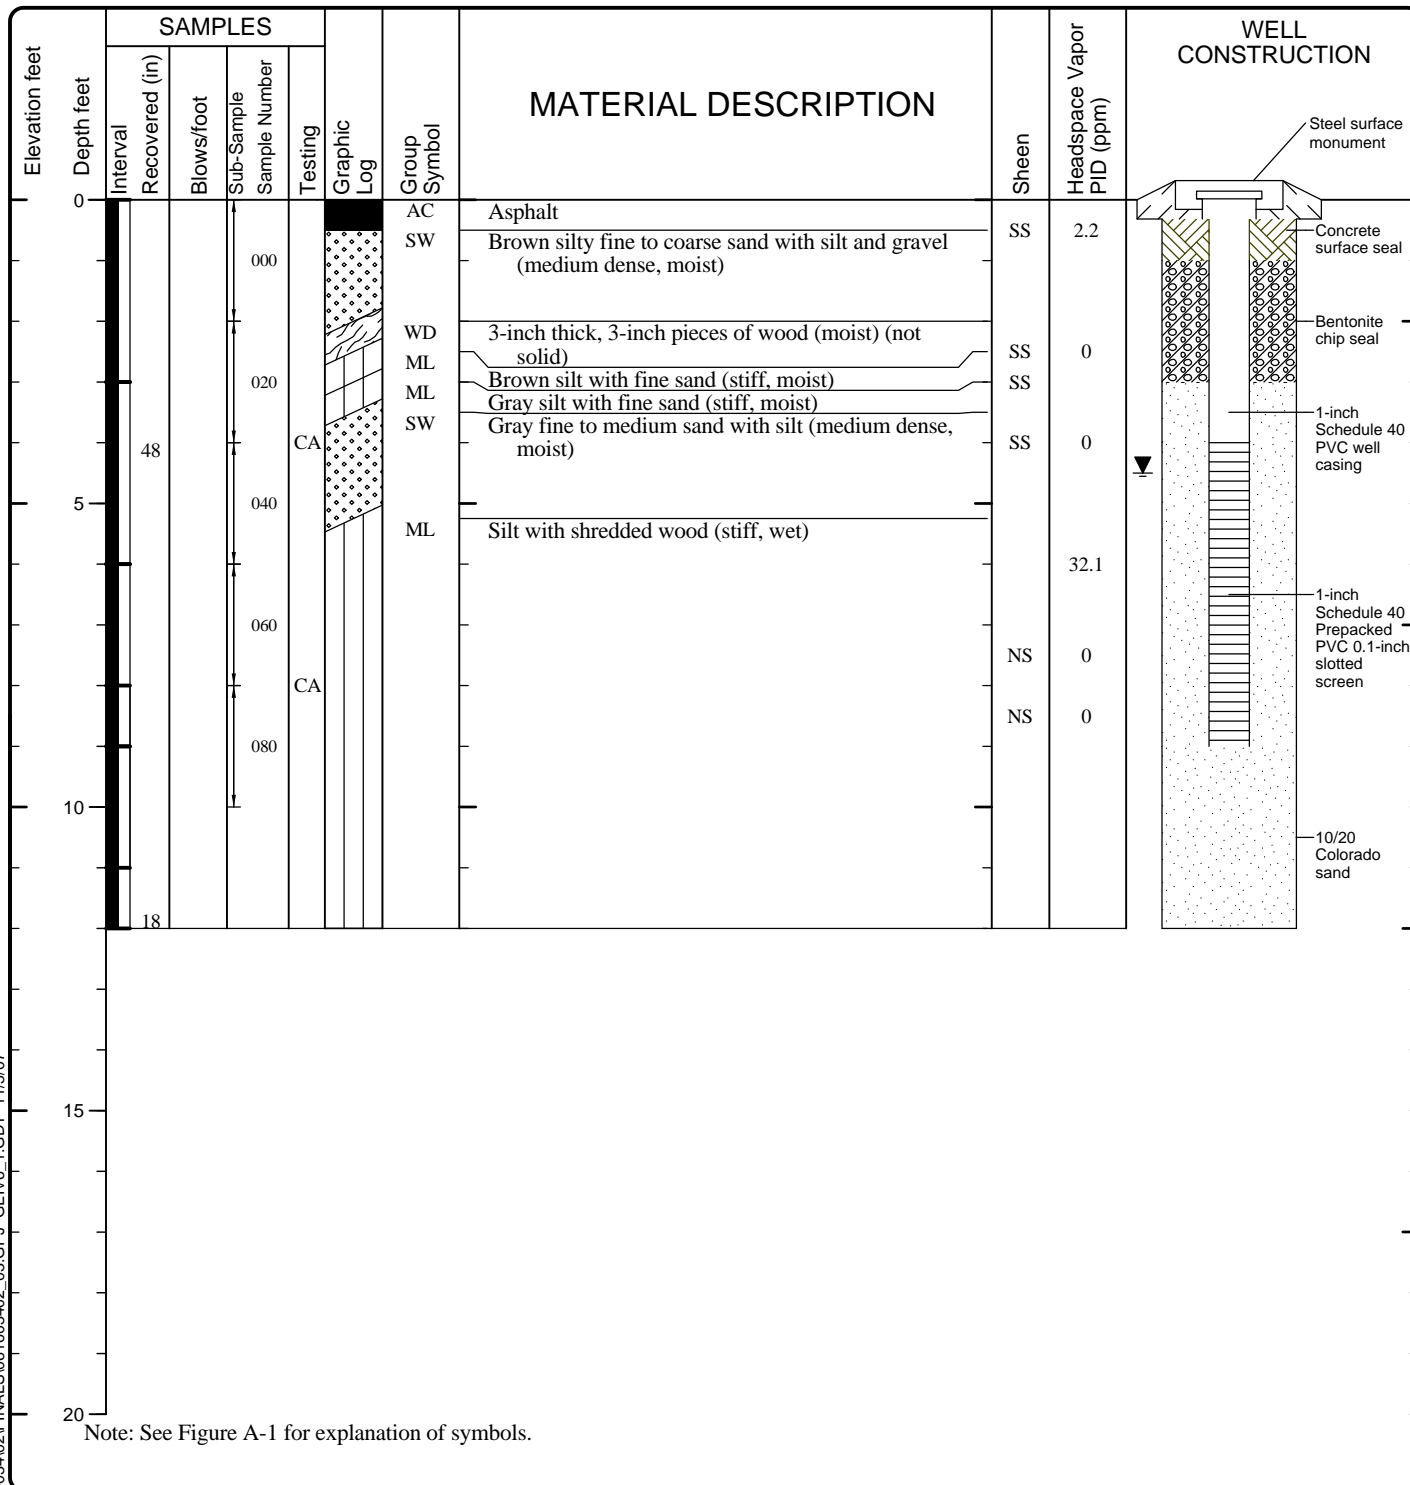 SAMPLES
Elevation feet
Depth feet
Interval
Recovered (in)
Blows/foot
Sub-Sample
Sample Number
Testing
Graphic
Log
Group
Symbol
MATERIAL DESCRIPTION
Sheen
Headspace Vapor
PID (ppm)
WELL
CONSTRUCTION
Steel surface
monument
0
AC
Asphalt
SS
2.2
Concrete
surface seal
000
SW
Brown silty fine to coarse sand with silt and gravel
(medium dense, moist)
WD
3-inch thick, 3-inch pieces of wood (moist) (not
solid)
SS
0
Bentonite
chip seal
020
ML
Brown silt with fine sand (stiff, moist)
SS
ML
Gray silt with fine sand (stiff, moist)
48
CA
SW
Gray fine to medium sand with silt (medium dense,
moist)
SS
0
1-inch
Schedule 40
PVC well
casing
5
040
ML
Silt with shredded wood (stiff, wet)
32.1
060
1-inch
Schedule 40
Prepacked
PVC 0.1-inch
slotted
screen
NS
0
CA
NS
0
080
10
10/20
Colorado
sand
18
15
20
Note: See Figure A-1 for explanation of symbols.